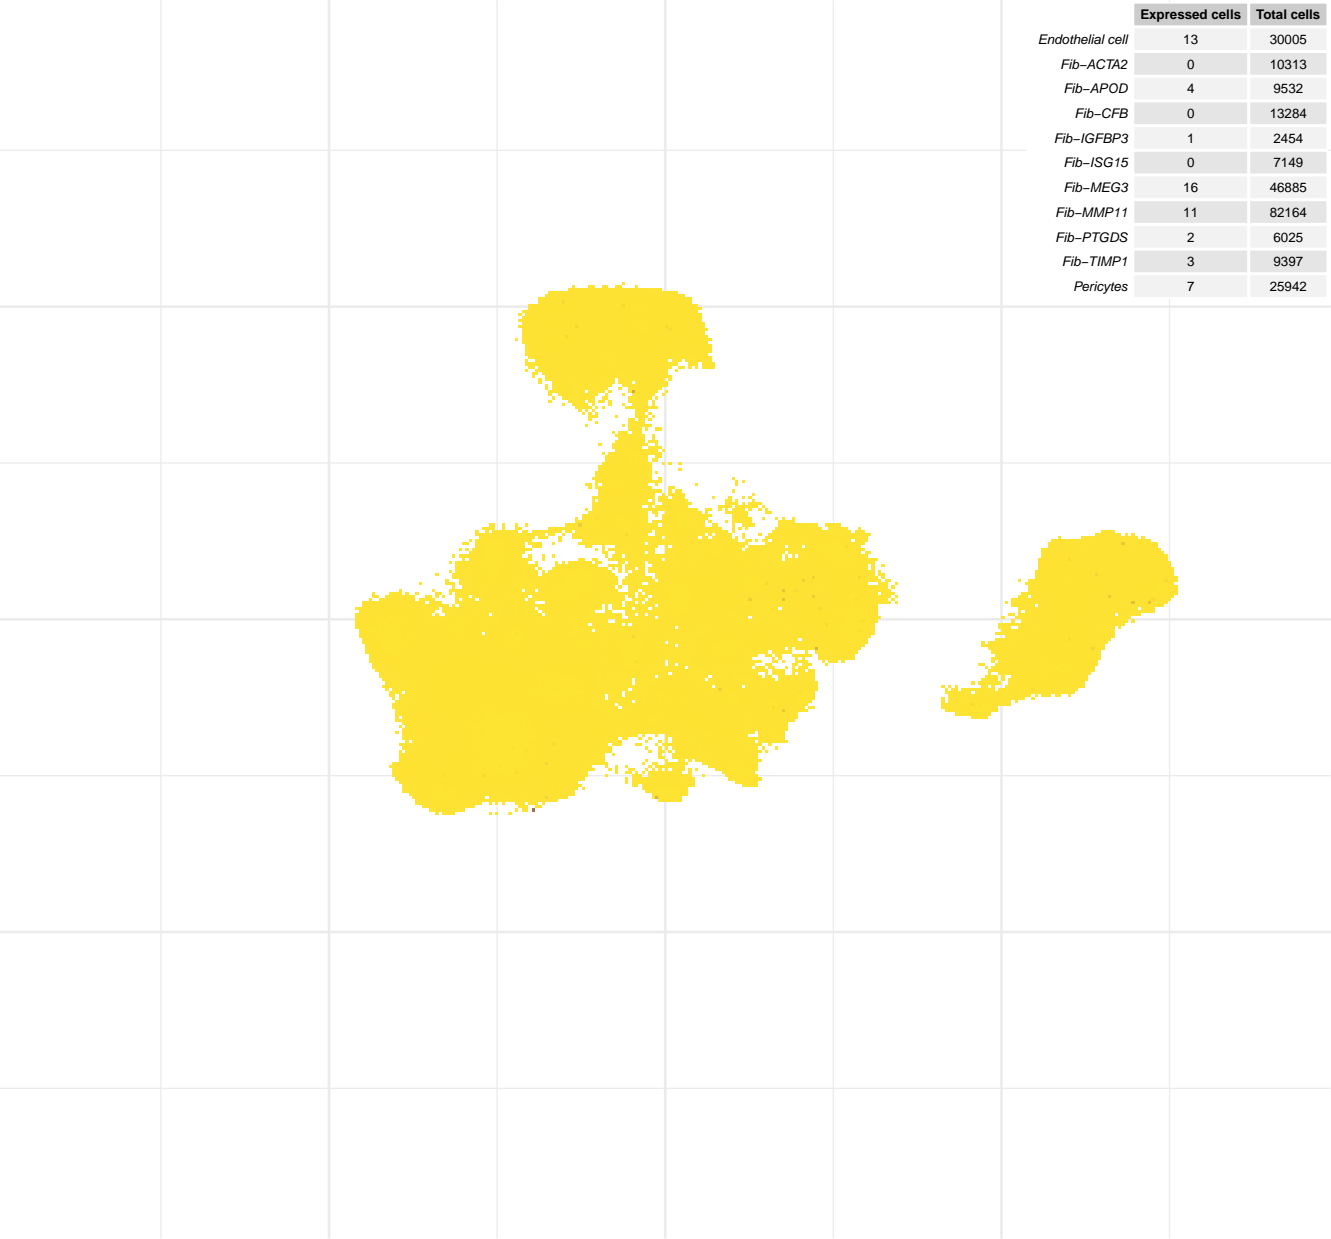 Expressed cells Total cells
Endothelial cell 13 30005
Fib−ACTA2 0 10313
Fib−APOD 4 9532
Fib−CFB 0 13284
Fib−IGFBP3 1 2454
Fib−ISG15 0 7149
Fib−MEG3 16 46885
Fib−MMP11 11 82164
Fib−PTGDS 2 6025
Fib−TIMP1 3 9397
Pericytes 7 25942